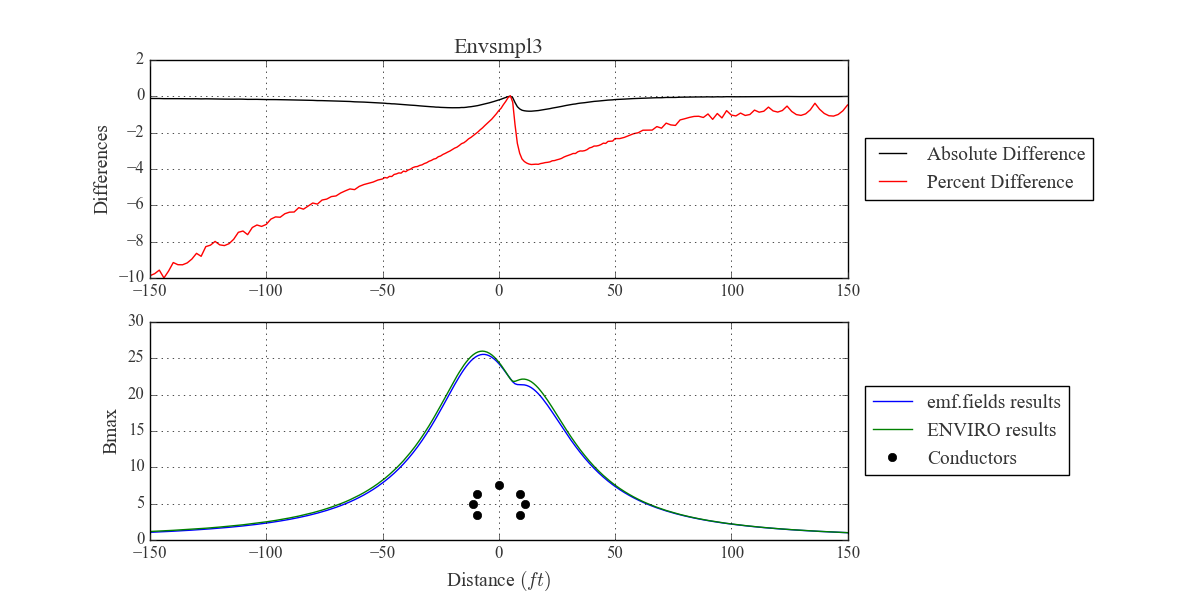 Envsmpl3
2
0
−2
−4
−6
−8
−10
Differences
−150 −100 −50 0 50 100 150
Absolute Difference
Percent Difference
30
25
20
15
10
5
0
Bmax
−150 −100 −50 0 50 100 150
Distance (ft)
emf.fields results
ENVIRO results
Conductors